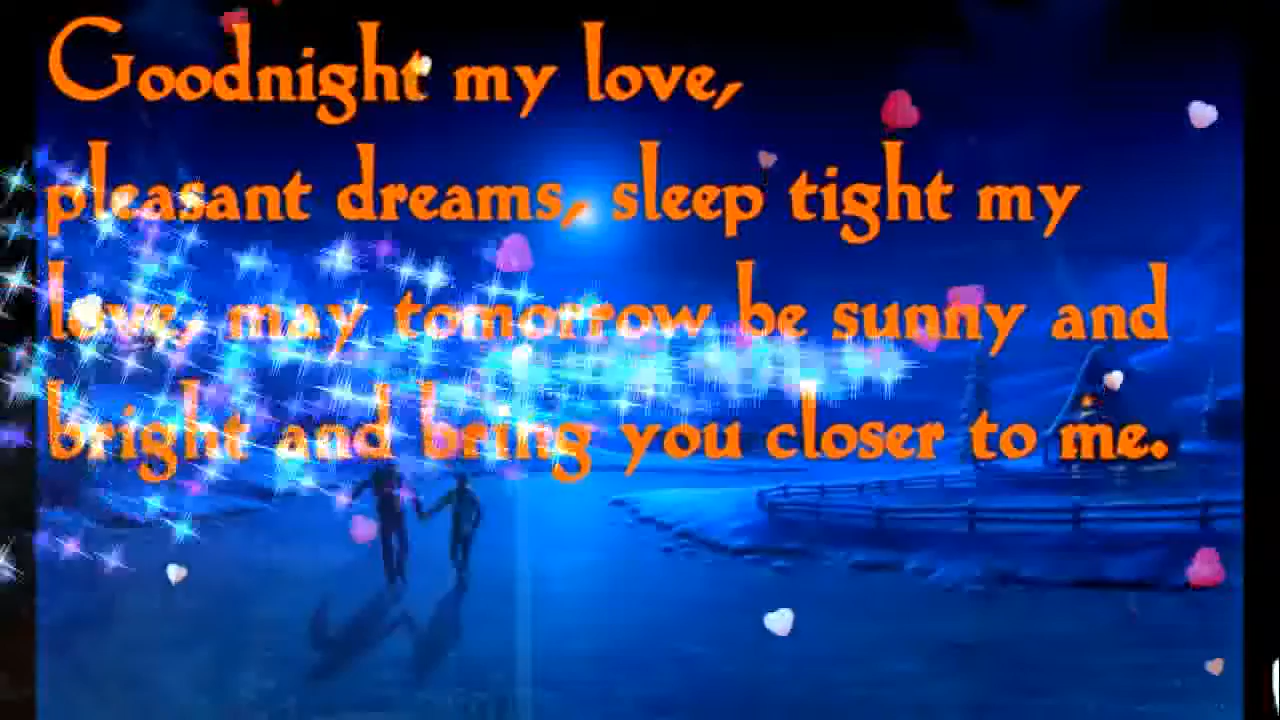 Goodnight my love,
pleasant dreams, sleep tight my
love, may tomorrow be sunny and
bright and bring you closer to me.